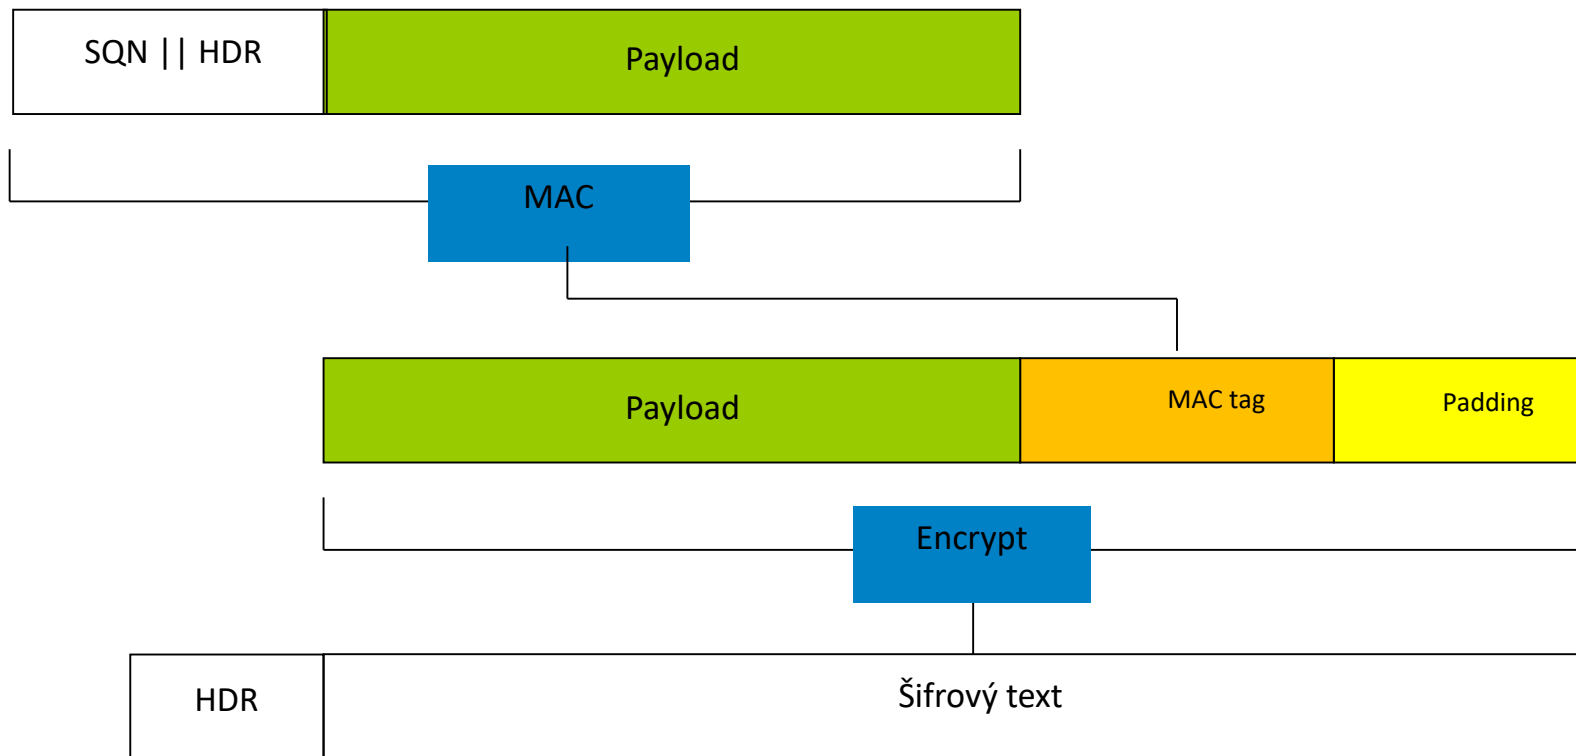 SQN || HDR
Payload
MAC
Payload
MAC tag
Padding
Encrypt
HDR
Šifrový text